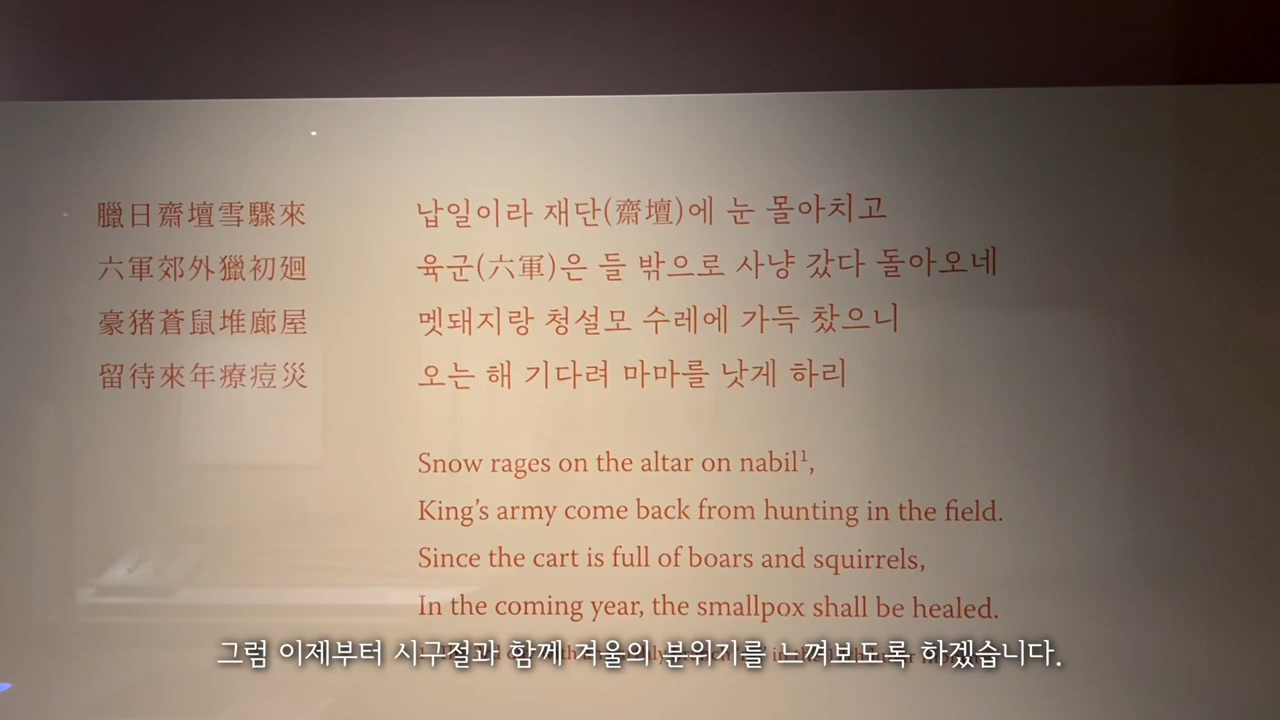 臘日齋壇雪驟來
六軍郊外獵初廻
豪猪蒼鼠堆廊屋
留待來年療痘災
납일이라 재단(齋壇)에 눈 몰아치고
육군(六軍)은 들 밖으로 사냥 갔다 돌아오네
멧돼지랑 청설모 수레에 가득 찼으니
오는 해 기다려 마마를 낫게 하리
Snow rages on the altar on nabil¹,
King's army come back from hunting in the field.
Since the cart is full of boars and squirrels,
In the coming year, the smallpox shall be healed.
그럼 이제부터 시구절과 함께 겨울의 분위기를 느껴보도록 하겠습니다.